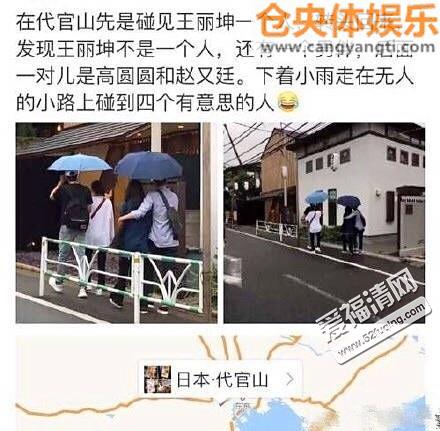 仓央体娱乐
www.cangyangti.com
在代官山先是碰见王丽坤一个
发现王丽坤不是一个人，还有一
一对儿是高圆圆和赵又廷。下着小雨走在无人
的小路上碰到四个有意思的人😂
爱福清网
www.52fuqing.com
日本·代官山